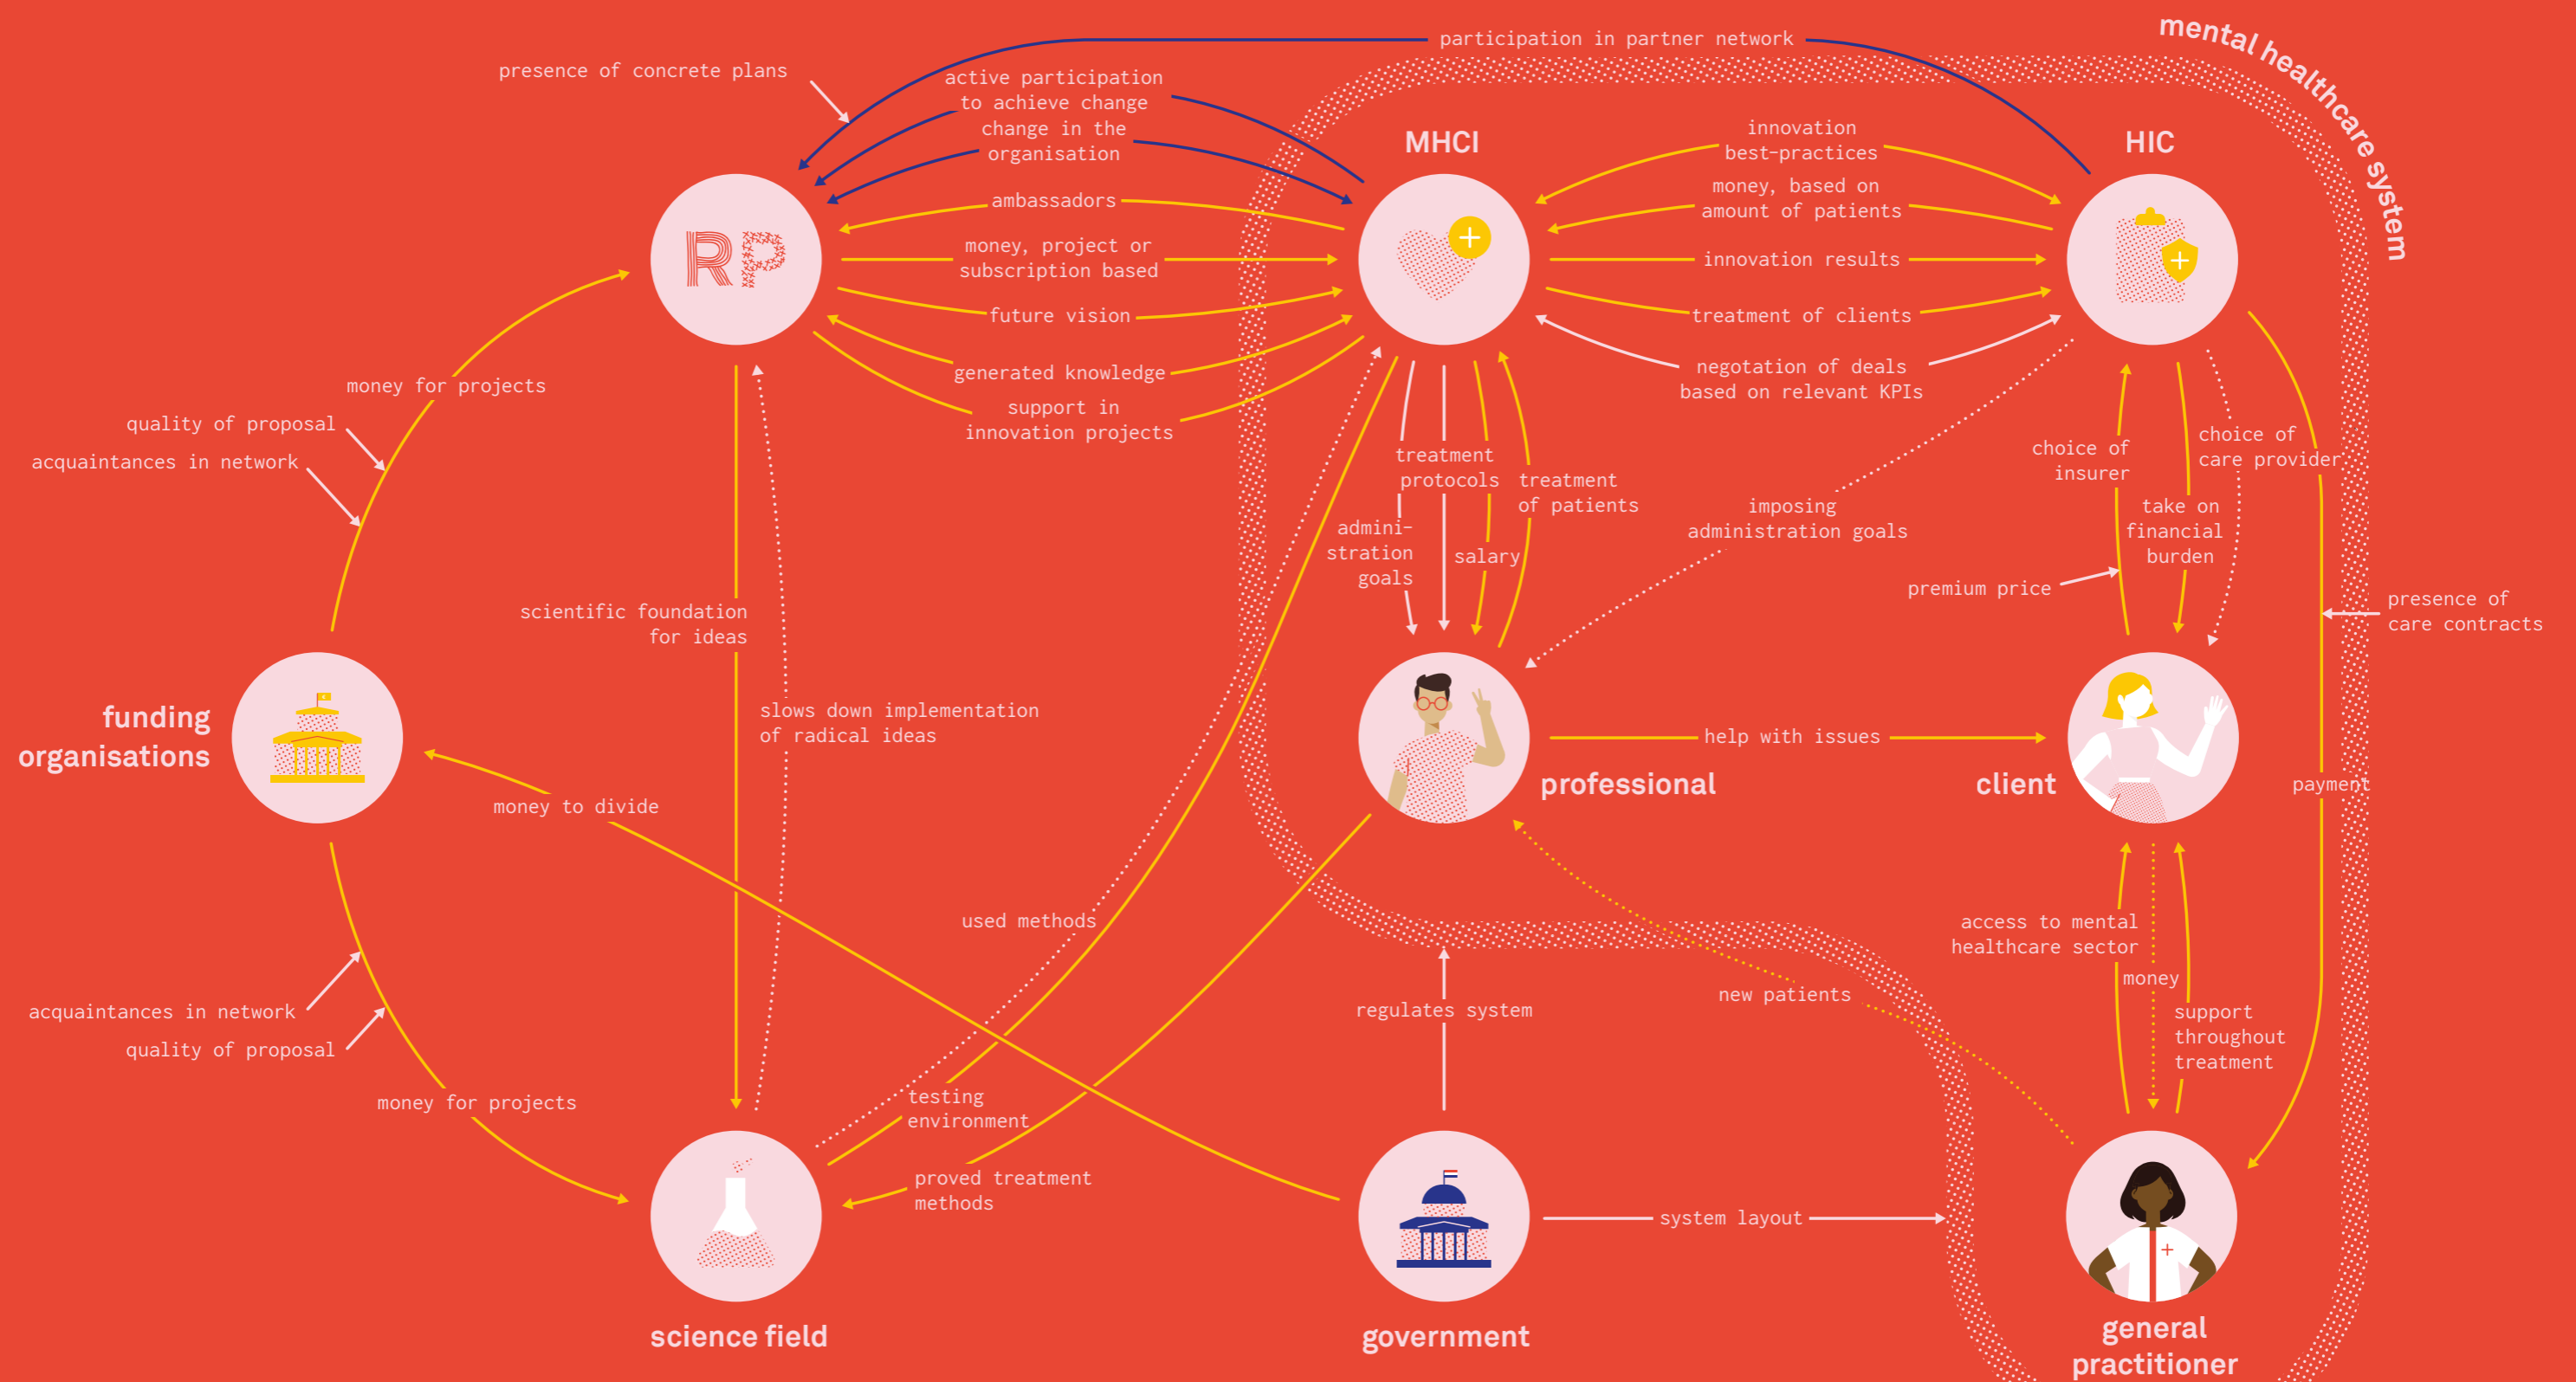 mental healthcare system
participation in partner network
presence of concrete plans
active participation
to achieve change
change in the
organisation
MHCI
HIC
innovation
best-practices
RP
ambassadors
money, based on
amount of patients
money, project or
subscription based
innovation results
future vision
treatment of clients
generated knowledge
negotation of deals
based on relevant KPIs
support in
innovation projects
money for projects
quality of proposal
acquaintances in network
treatment
protocols
treatment
of patients
admini-
stration
goals
salary
imposing
administration goals
choice of
insurer
choice of
care provider
take on
financial
burden
premium price
presence of
care contracts
scientific foundation
for ideas
slows down implementation
of radical ideas
funding
organisations
money to divide
help with issues
professional
client
payment
used methods
access to mental
healthcare sector
money
support
throughout
treatment
new patients
regulates system
acquaintances in network
quality of proposal
money for projects
testing
environment
proved treatment
methods
system layout
science field
government
general
practitioner